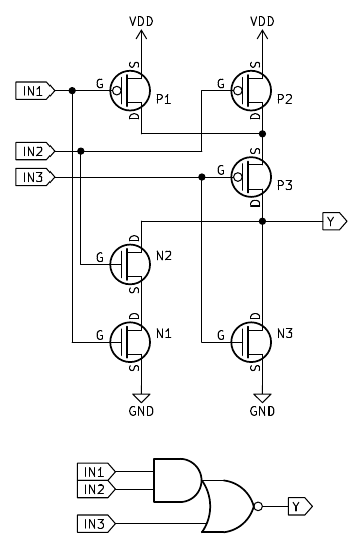 VDD VDD
S S
IN1 G P1 G P2
D D
IN2 S
IN3 G P3
D
Y
D
G N2
S
D D
G N1 G N3
S S
GND GND
IN1
IN2
Y
IN3